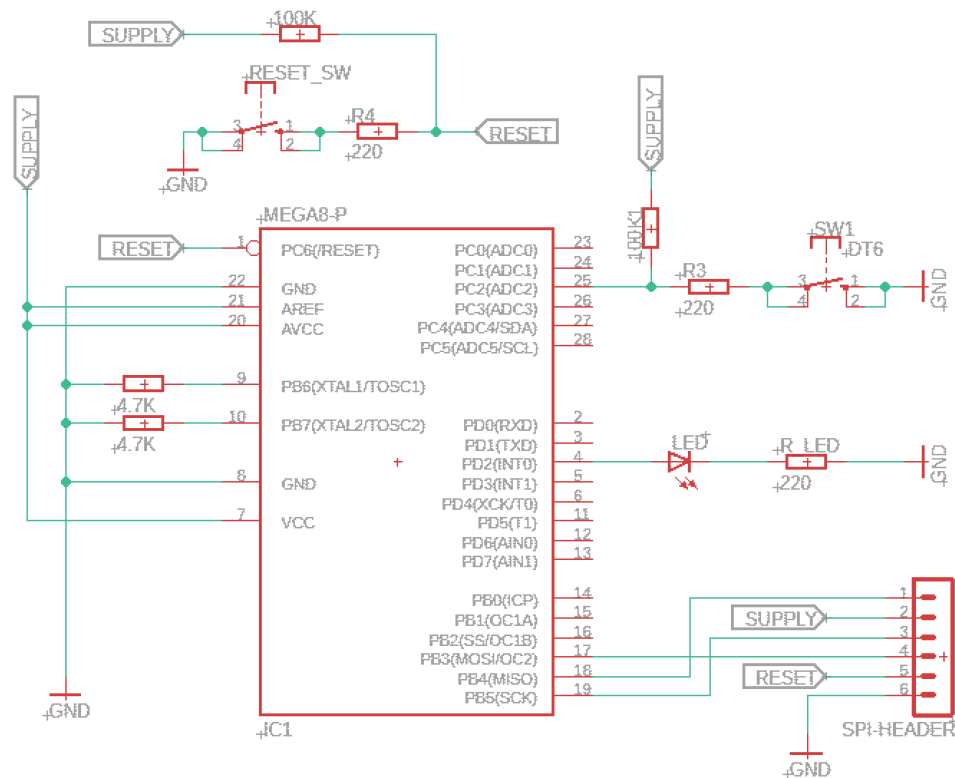 100K
SUPPLY
RESET_SW
SUPPLY
SUPPLY
3 1
R4
RESET
4 2
220
GND
MEGA8-P
100K1
SW1
RESET
1 PC6(/RESET) PC0(ADC0) 23
DT6
PC1(ADC1) 24
R3
22 GND PC2(ADC2) 25
3 1
GND
21 AREF PC3(ADC3) 26
220
4 2
20 AVCC PC4(ADC4/SDA) 27
PC5(ADC5/SCL) 28
9 PB6(XTAL1/TOSC1)
4.7K
10 PB7(XTAL2/TOSC2) PD0(RXD) 2
4.7K
PD1(TXD) 3
LED
R_LED
PD2(INT0) 4
GND
8 GND PD3(INT1) 5
220
PD4(XCK/T0) 6
7 VCC PD5(T1) 11
PD6(AIN0) 12
PD7(AIN1) 13
PB0(ICP) 14
1
PB1(OC1A) 15
SUPPLY
2
PB2(SS/OC1B) 16
3
PB3(MOSI/OC2) 17
4
PB4(MISO) 18
RESET
5
PB5(SCK) 19
6
GND
IC1
SPI-HEADER
GND